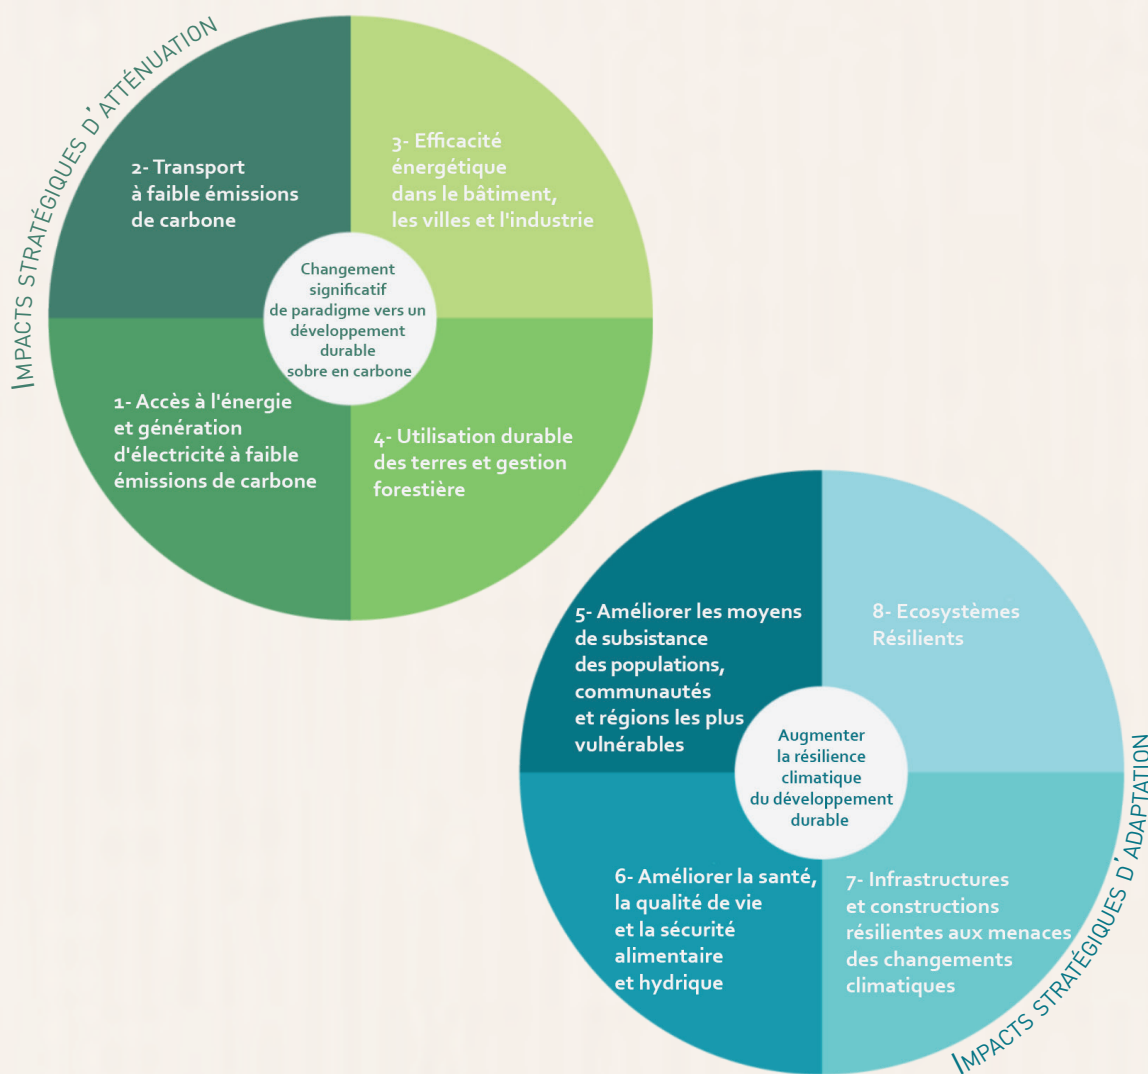 IMPACTS STRATÉGIQUES D'ATTÉNUATION
2- Transport
à faible émissions
de carbone
3- Efficacité
énergétique
dans le bâtiment,
les villes et l'industrie
Changement
significatif
de paradigme vers un
développement
durable
sobre en carbone
1- Accès à l'énergie
et génération
d'électricité à faible
émissions de carbone
4- Utilisation durable
des terres et gestion
forestière
5- Améliorer les moyens
de subsistance
des populations,
communautés
et régions les plus
vulnérables
8- Ecosystèmes
Résilients
Augmenter
la résilience
climatique
du développement
durable
6- Améliorer la santé,
la qualité de vie
et la sécurité
alimentaire
et hydrique
7- Infrastructures
et constructions
résilientes aux menaces
des changements
climatiques
IMPACTS STRATÉGIQUES D'ADAPTATION